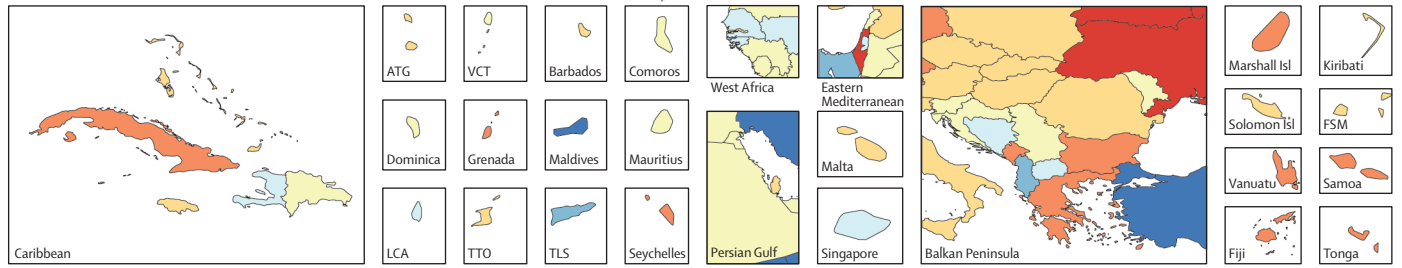 Caribbean
ATG
VCT
Barbados
Comoros
Dominica
Grenada
Maldives
Mauritius
LCA
TTO
TLS
Seychelles
West Africa
Eastern
Mediterranean
Persian Gulf
Malta
Singapore
Balkan Peninsula
Marshall Isl
Kiribati
Solomon Isl
FSM
Vanuatu
Samoa
Fiji
Tonga